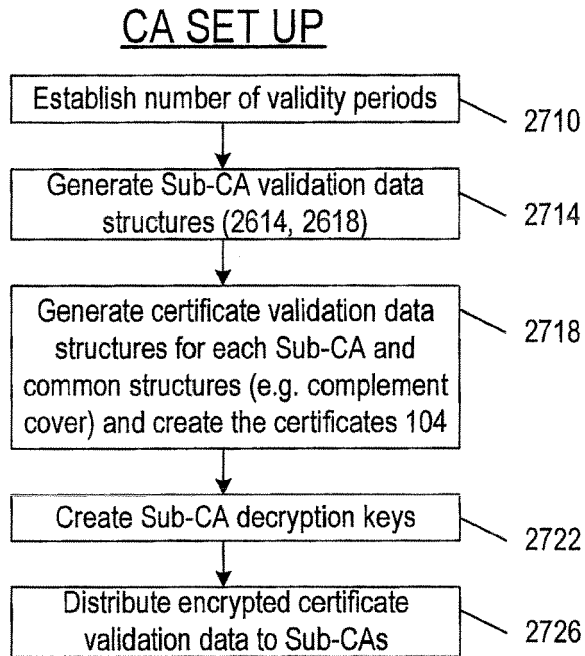 CA SET UP
Establish number of validity periods
2710
Generate Sub-CA validation data
structures (2614, 2618)
2714
Generate certificate validation data
structures for each Sub-CA and
common structures (e.g. complement
cover) and create the certificates 104
2718
Create Sub-CA decryption keys
2722
Distribute encrypted certificate
validation data to Sub-CAs
2726